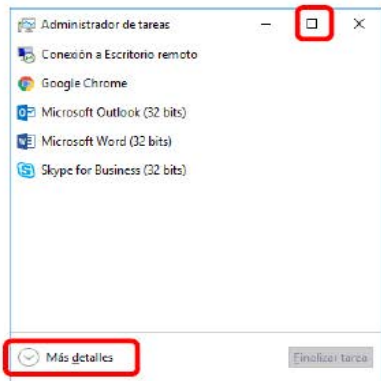 Administrador de tareas
Conexión a Escritorio remoto
Google Chrome
Microsoft Outlook (32 bits)
Microsoft Word (32 bits)
Skype for Business (32 bits)
Más detalles
Finalizar tarea